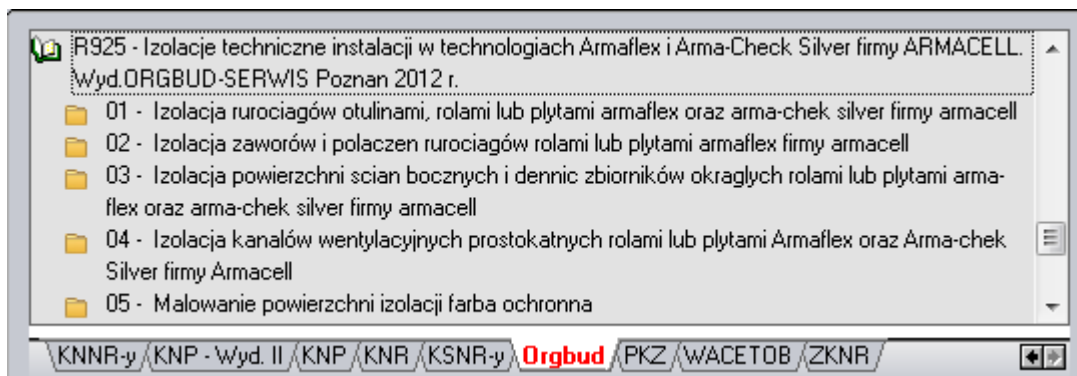 R925 - Izolacje techniczne instalacji w technologiach Armaflex i Arma-Check Silver firmy ARMACELL.
Wyd.ORGBUD-SERWIS Poznan 2012 r.
01 - Izolacja rurociągów otulinami, rolami lub plytami armaflex oraz arma-chek silver firmy armacell
02 - Izolacja zaworów i polaczen rurociągów rolami lub plytami armaflex firmy armacell
03 - Izolacja powierzchni scian bocznych i dennic zbiorników okraglych rolami lub plytami arma-
flex oraz arma-chek silver firmy armacell
04 - Izolacja kanalów wentylacyjnych prostokatnych rolami lub plytami Armaflex oraz Arma-chek
Silver firmy Armacell
05 - Malowanie powierzchni izolacji farba ochronna
KNNR-y KNP - Wyd. II KNP KNR KSNR-y Orgbud PKZ WACETOB ZKNR